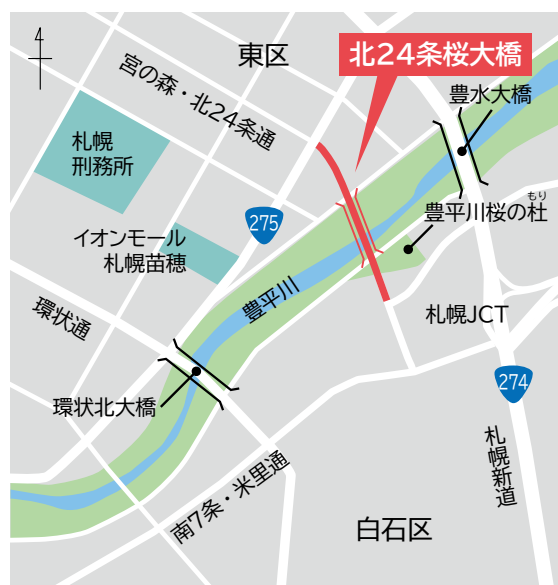 東区
北24条桜大橋
宮の森・北24条通
豊水大橋
札幌
刑務所
もり
豊平川桜の杜
275
イオンモール
札幌苗穂
豊平川
環状通
札幌JCT
274
環状北大橋
札幌新道
南7条・米里通
白石区